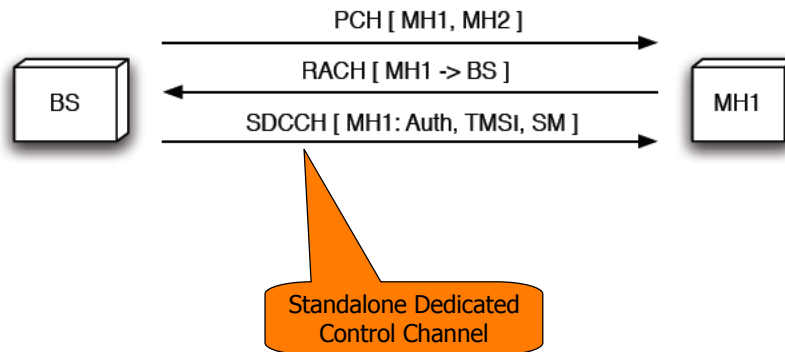 PCH [ MH1, MH2 ]
RACH [ MH1 -> BS ]
BS
MH1
SDCCH [ MH1: Auth, TMSI, SM ]
Standalone Dedicated
Control Channel